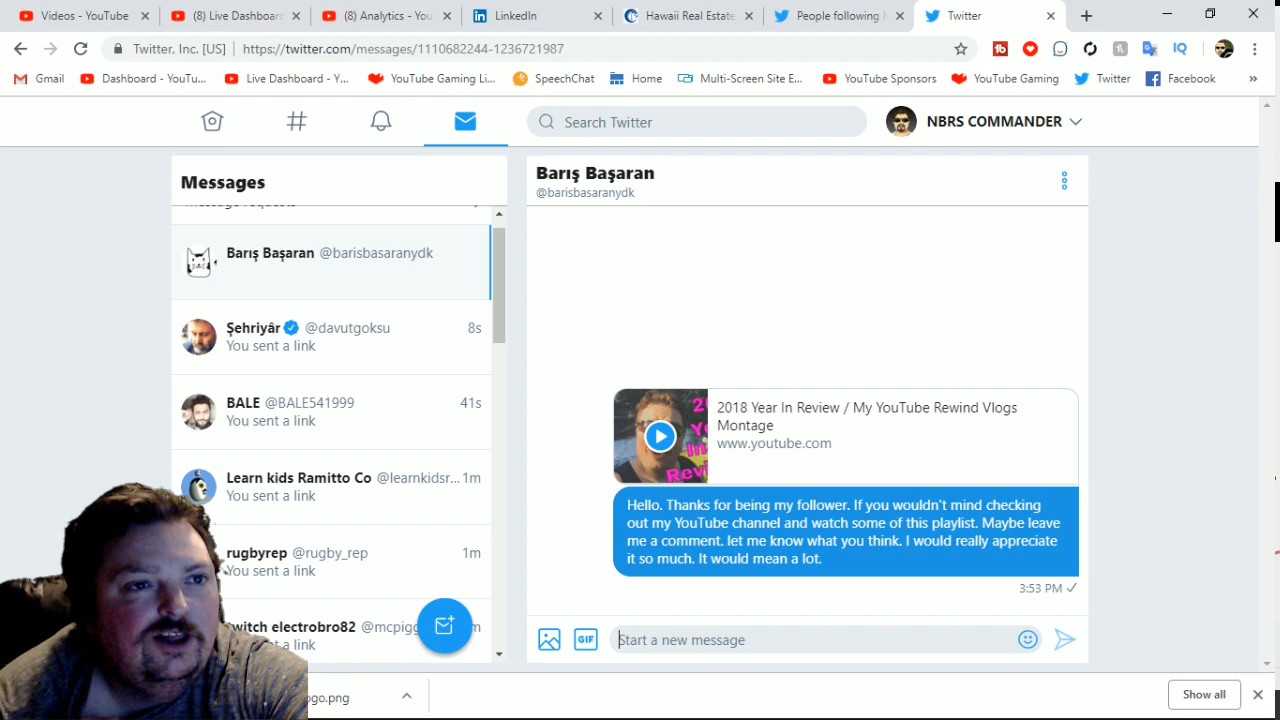 Videos - YouTube
(8) Live Dashboard
(8) Analytics - You
LinkedIn
Hawaii Real Estate
People following
Twitter
Twitter, Inc. [US] | https://twitter.com/messages/1110682244-1236721987
Gmail
Dashboard - YouTu...
Live Dashboard - Y...
YouTube Gaming Li...
SpeechChat
Home
Multi-Screen Site E...
YouTube Sponsors
YouTube Gaming
Twitter
Facebook
Search Twitter
NBRS COMMANDER
Messages
Barış Başaran
@barisbasaranydk
Barış Başaran @barisbasaranydk
Şehriyâr @davutgoksu 8s
You sent a link
BALE @BALE541999 41s
You sent a link
Learn kids Ramitto Co @learnkidsr... 1m
You sent a link
rugbyrep @rugby_rep 1m
You sent a link
witch electrobro82 @mcpigg
a link
2018 Year In Review / My YouTube Rewind Vlogs
Montage
www.youtube.com
Hello. Thanks for being my follower. If you wouldn't mind checking
out my YouTube channel and watch some of this playlist. Maybe leave
me a comment. let me know what you think. I would really appreciate
it so much. It would mean a lot.
3:53 PM
GIF
Start a new message
ogo.png
Show all